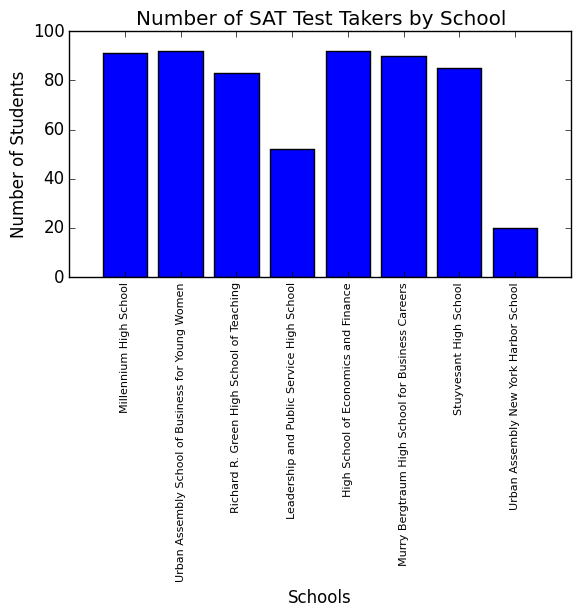 Number of SAT Test Takers by School
Number of Students
100
80
60
40
20
0
Millennium High School
Urban Assembly School of Business for Young Women
Richard R. Green High School of Teaching
Leadership and Public Service High School
High School of Economics and Finance
Murry Bergtraum High School for Business Careers
Stuyvesant High School
Urban Assembly New York Harbor School
Schools